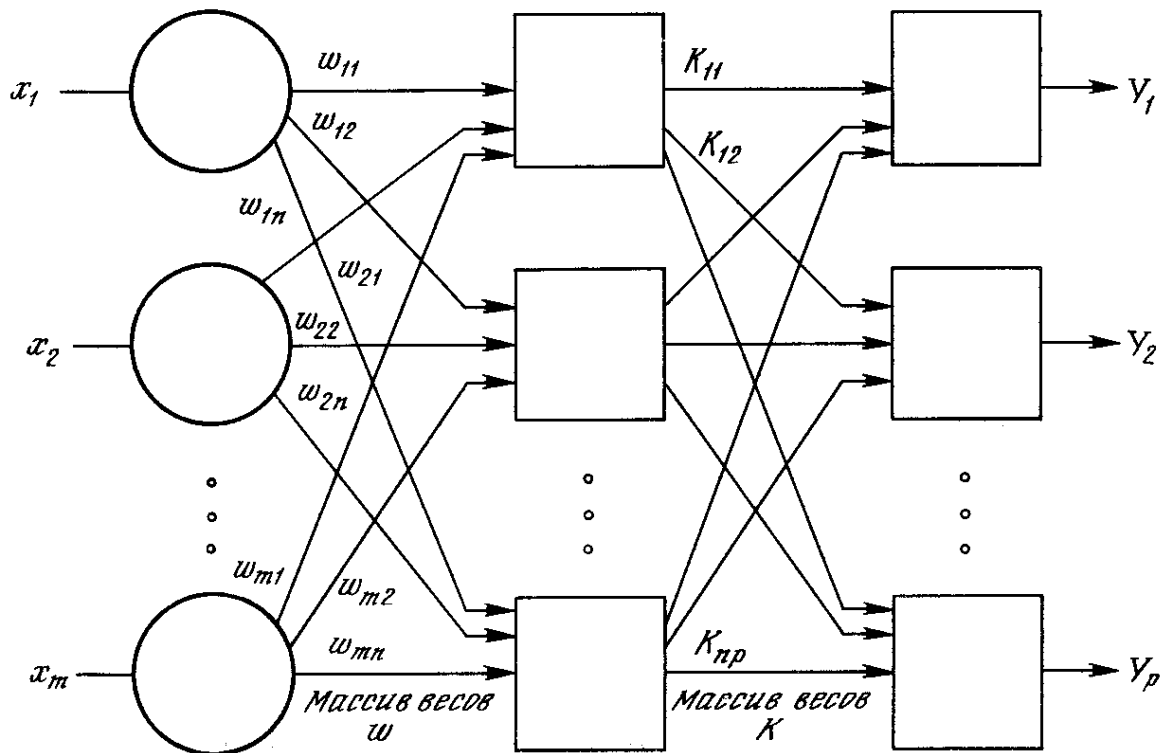 x1
w11
K11
Y1
w12
K12
w1n
w21
x2
w22
Y2
w2n
wm1
wm2
xm
wmn
Knp
Yp
Массив весов
w
Массив весов
K